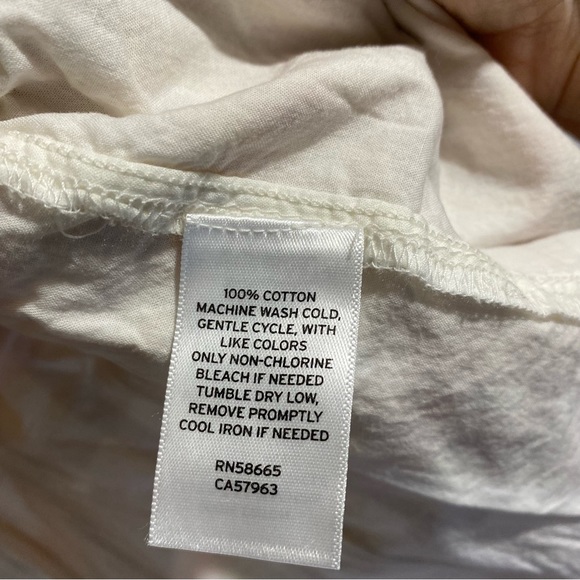 100% COTTON
MACHINE WASH COLD,
GENTLE CYCLE, WITH
LIKE COLORS
ONLY NON-CHLORINE
BLEACH IF NEEDED
TUMBLE DRY LOW,
REMOVE PROMPTLY
COOL IRON IF NEEDED
RN58665
CA57963